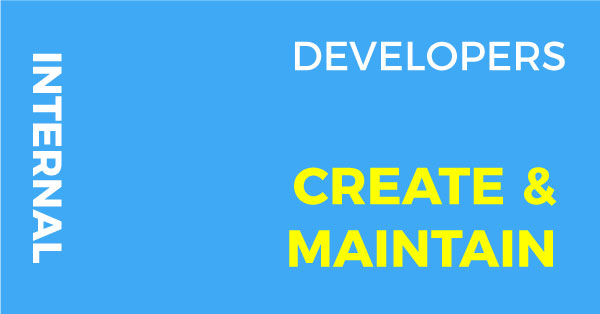 INTERNAL
DEVELOPERS
CREATE &
MAINTAIN